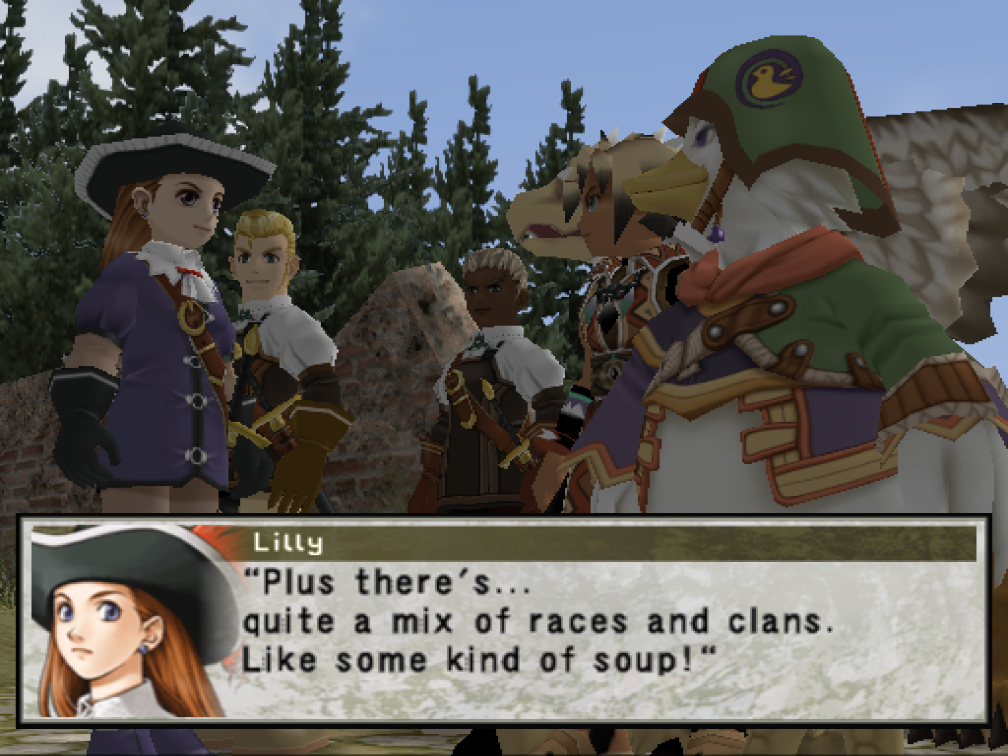 Lilly
“Plus there's...
quite a mix of races and clans.
Like some kind of soup!“